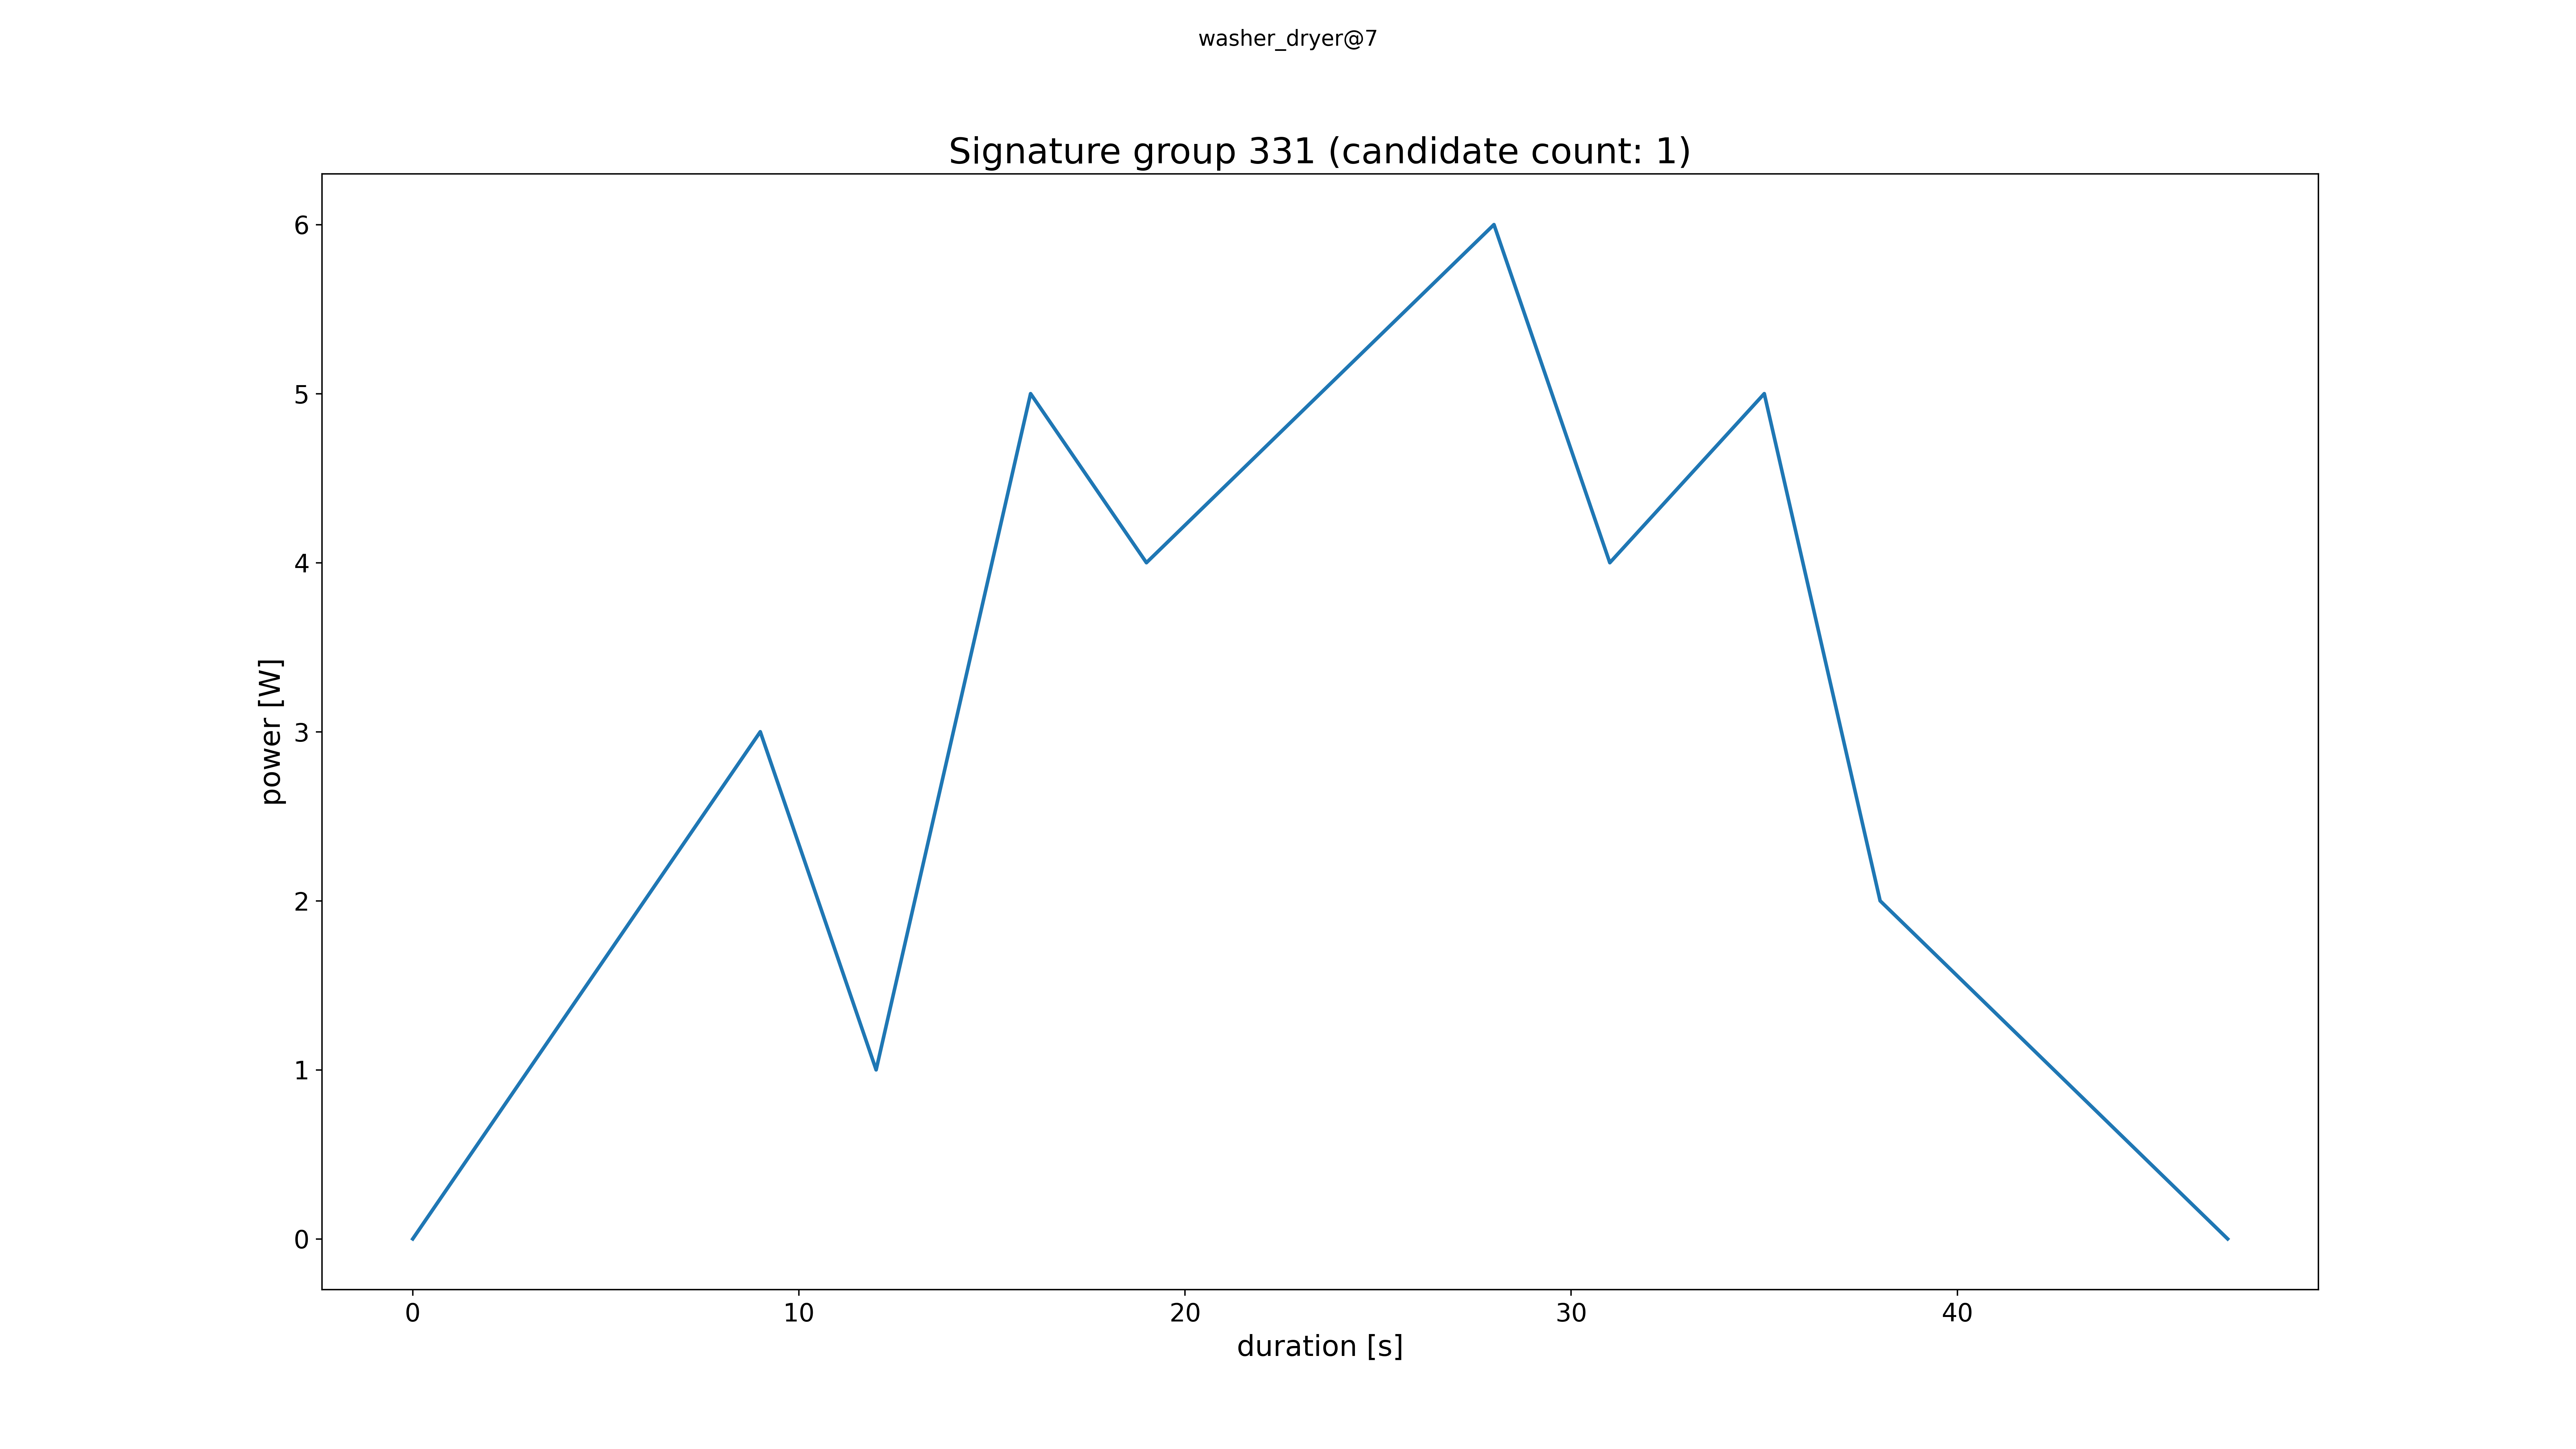 washer_dryer@7
Signature group 331 (candidate count: 1)
6
5
4
3
2
1
0
power [W]
0 10 20 30 40
duration [s]